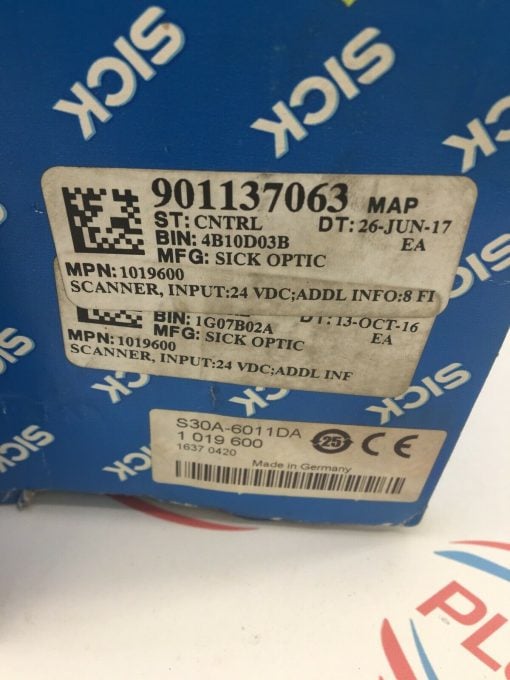 SICK
SICK
SICK
SICK
901137063 MAP
ST: CNTRL DT: 26-JUN-17
BIN: 4B10D03B EA
MFG: SICK OPTIC
MPN: 1019600
SCANNER, INPUT:24 VDC;ADDL INFO:8 FI
BIN: 1G07B02A DT: 13-OCT-16
MFG: SICK OPTIC EA
MPN: 1019600
SCANNER, INPUT:24 VDC;ADDL INF
SICK
SICK
S30A-6011DA
1 019 600
1637 0420
25 CE
Made in Germany
SICK
PL